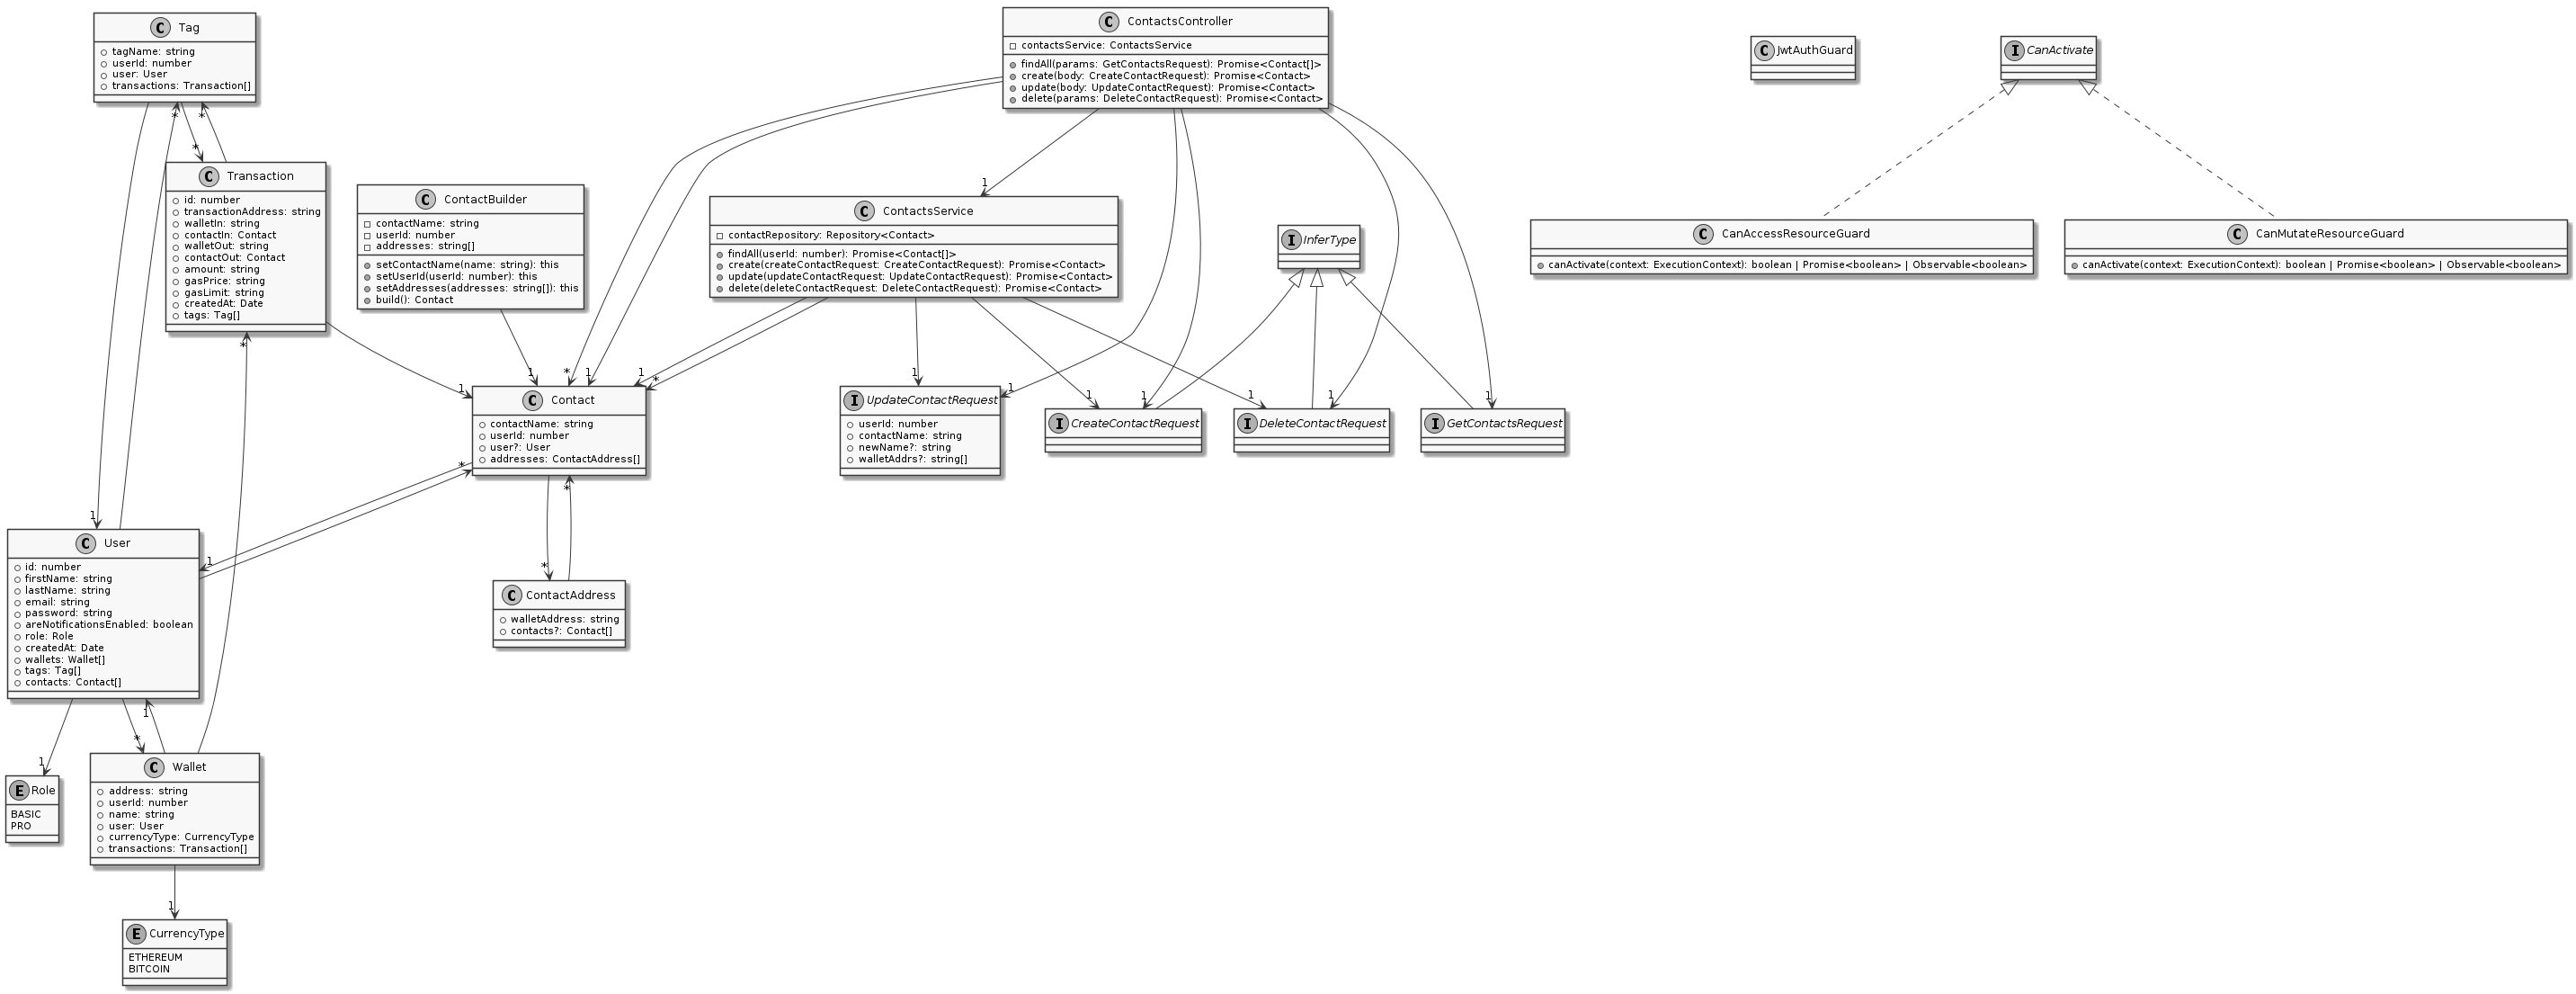 C Tag
tagName: string
userId: number
user: User
transactions: Transaction[]
C ContactsController
contactsService: ContactsService
findAll(params: GetContactsRequest): Promise<Contact[]>
create(body: CreateContactRequest): Promise<Contact>
update(body: UpdateContactRequest): Promise<Contact>
delete(params: DeleteContactRequest): Promise<Contact>
C JwtAuthGuard
I CanActivate
*
*
*
C Transaction
id: number
transactionAddress: string
walletIn: string
contactIn: Contact
walletOut: string
contactOut: Contact
amount: string
gasPrice: string
gasLimit: string
createdAt: Date
tags: Tag[]
*
C ContactBuilder
contactName: string
userId: number
addresses: string[]
setContactName(name: string): this
setUserId(userId: number): this
setAddresses(addresses: string[]): this
build(): Contact
1
C ContactsService
contactRepository: Repository<Contact>
findAll(userId: number): Promise<Contact[]>
create(createContactRequest: CreateContactRequest): Promise<Contact>
update(updateContactRequest: UpdateContactRequest): Promise<Contact>
delete(deleteContactRequest: DeleteContactRequest): Promise<Contact>
I InferType
C CanAccessResourceGuard
canActivate(context: ExecutionContext): boolean | Promise<boolean> | Observable<boolean>
C CanMutateResourceGuard
canActivate(context: ExecutionContext): boolean | Promise<boolean> | Observable<boolean>
1
1
*
1
1
*
1
1
1
1
1
1
1
C Contact
contactName: string
userId: number
user?: User
addresses: ContactAddress[]
I UpdateContactRequest
userId: number
contactName: string
newName?: string
walletAddrs?: string[]
I CreateContactRequest
I DeleteContactRequest
I GetContactsRequest
*
*
1
1
*
C User
id: number
firstName: string
lastName: string
email: string
password: string
areNotificationsEnabled: boolean
role: Role
createdAt: Date
wallets: Wallet[]
tags: Tag[]
contacts: Contact[]
C ContactAddress
walletAddress: string
contacts?: Contact[]
1
*
1
E Role
BASIC
PRO
C Wallet
address: string
userId: number
name: string
user: User
currencyType: CurrencyType
transactions: Transaction[]
1
E CurrencyType
ETHEREUM
BITCOIN